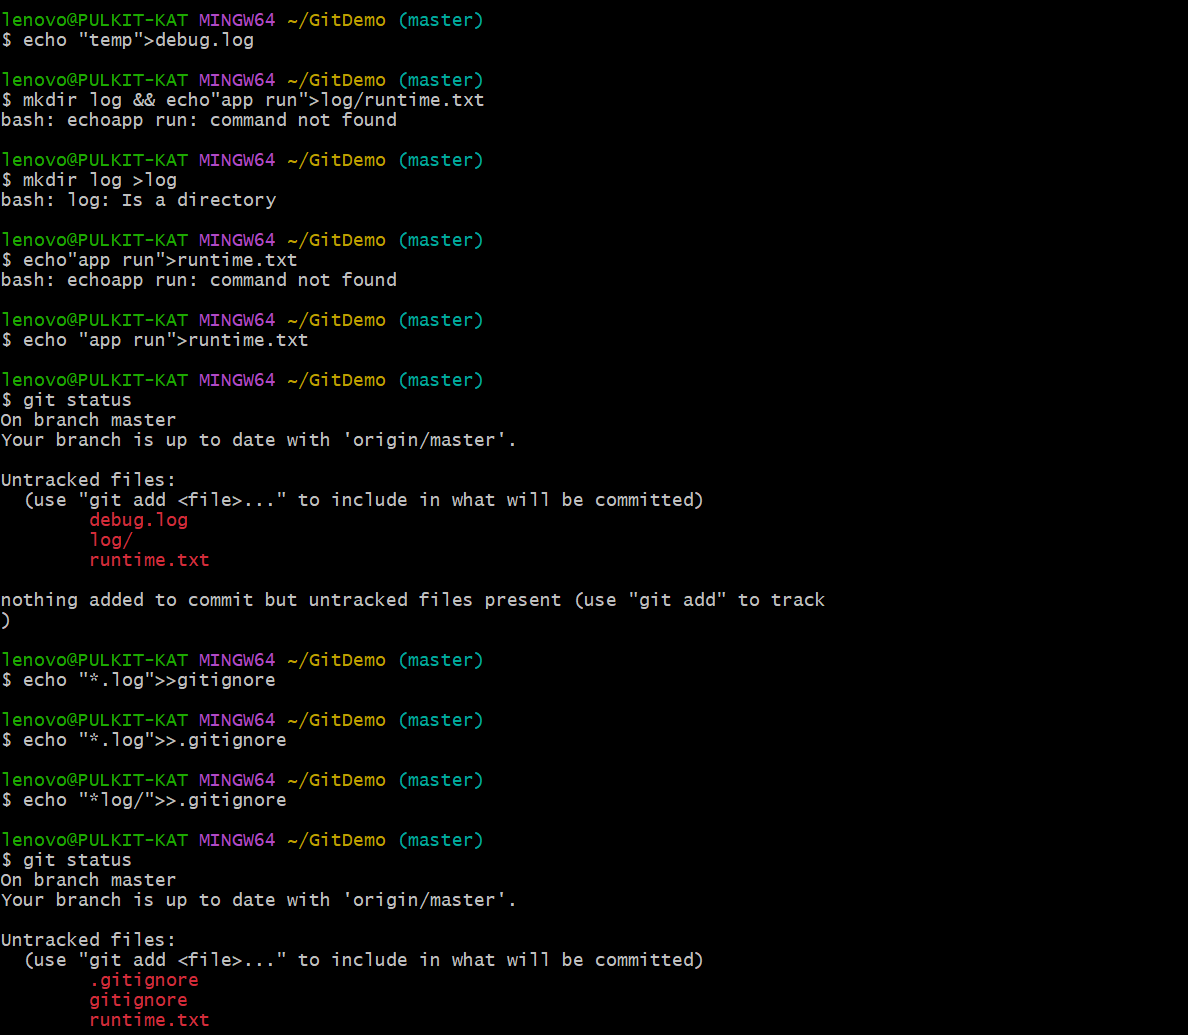 lenovo@PULKIT-KAT MINGW64 ~/GitDemo (master)
$ echo "temp">debug.log
lenovo@PULKIT-KAT MINGW64 ~/GitDemo (master)
$ mkdir log && echo"app run">log/runtime.txt
bash: echoapp run: command not found
lenovo@PULKIT-KAT MINGW64 ~/GitDemo (master)
$ mkdir log >log
bash: log: Is a directory
lenovo@PULKIT-KAT MINGW64 ~/GitDemo (master)
$ echo"app run">runtime.txt
bash: echoapp run: command not found
lenovo@PULKIT-KAT MINGW64 ~/GitDemo (master)
$ echo "app run">runtime.txt
lenovo@PULKIT-KAT MINGW64 ~/GitDemo (master)
$ git status
On branch master
Your branch is up to date with 'origin/master'.
Untracked files:
  (use "git add <file>..." to include in what will be committed)
        debug.log
        log/
        runtime.txt
nothing added to commit but untracked files present (use "git add" to track
)
lenovo@PULKIT-KAT MINGW64 ~/GitDemo (master)
$ echo "*.log">>gitignore
lenovo@PULKIT-KAT MINGW64 ~/GitDemo (master)
$ echo "*.log">>.gitignore
lenovo@PULKIT-KAT MINGW64 ~/GitDemo (master)
$ echo "*log/">>.gitignore
lenovo@PULKIT-KAT MINGW64 ~/GitDemo (master)
$ git status
On branch master
Your branch is up to date with 'origin/master'.
Untracked files:
  (use "git add <file>..." to include in what will be committed)
        .gitignore
        gitignore
        runtime.txt